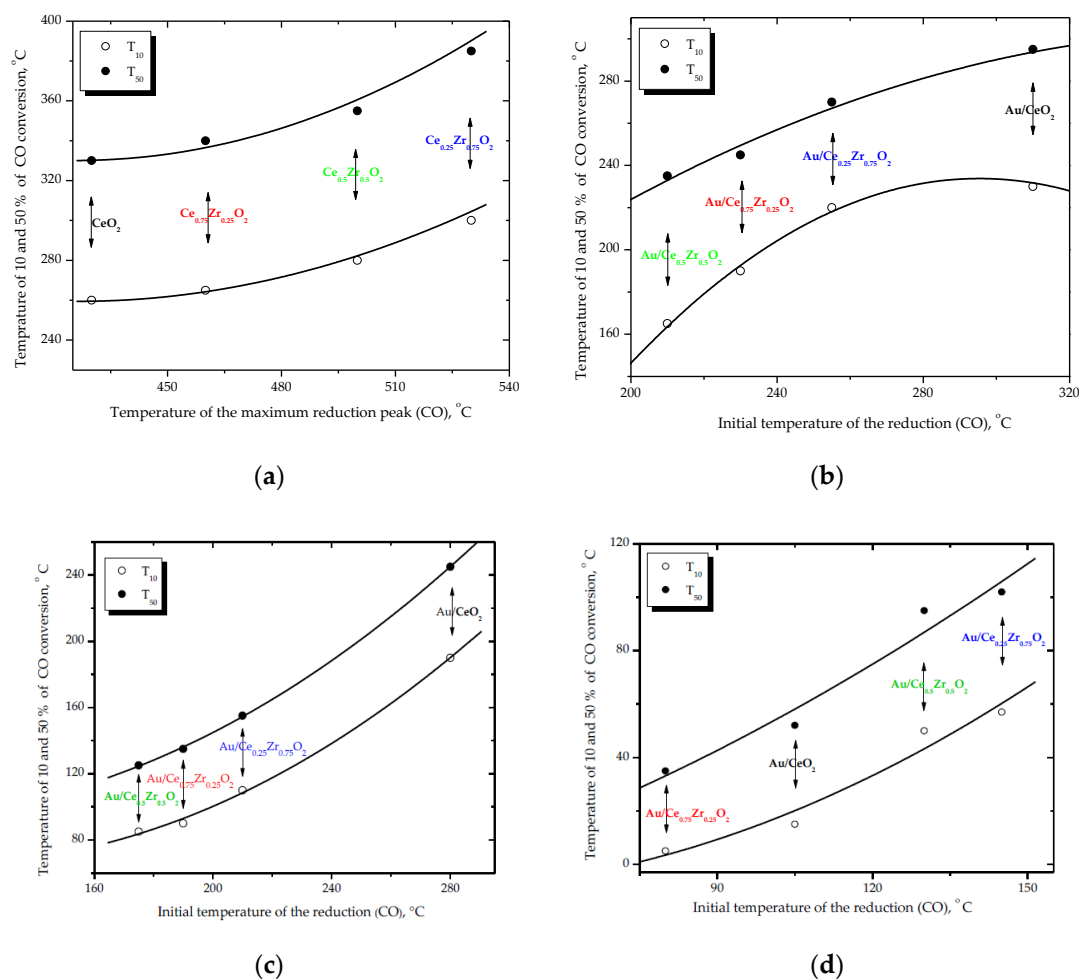 (a)
Temprature of 10 and 50 % of CO conversion, °C
400
360
320
280
240
T10
T50
CeO2
Ce0.75Zr0.25O2
Ce0.5Zr0.5O2
Ce0.25Zr0.75O2
450 480 510 540
Temperature of the maximum reduction peak (CO), °C
(b)
Temperature of 10 and 50 % of CO conversion, °C
280
240
200
160
T10
T50
Au/Ce0.5Zr0.5O2
Au/Ce0.75Zr0.25O2
Au/Ce0.25Zr0.75O2
Au/CeO2
200 240 280 320
Initial temperature of the reduction (CO), °C
(a)
(b)
Temperature of 10 and 50 % of CO conversion, °C
240
200
160
120
80
T10
T50
Au/Ce0.5Zr0.5O2
Au/Ce0.75Zr0.25O2
Au/Ce0.25Zr0.75O2
Au/CeO2
160 200 240 280
Initial temperature of the reduction (CO), °C
Temperature of 10 and 50 % of CO conversion, °C
120
80
40
0
T10
T50
Au/Ce0.75Zr0.25O2
Au/CeO2
Au/Ce0.5Zr0.5O2
Au/Ce0.25Zr0.75O2
90 120 150
Initial temperature of the reduction (CO), °C
(c)
(d)